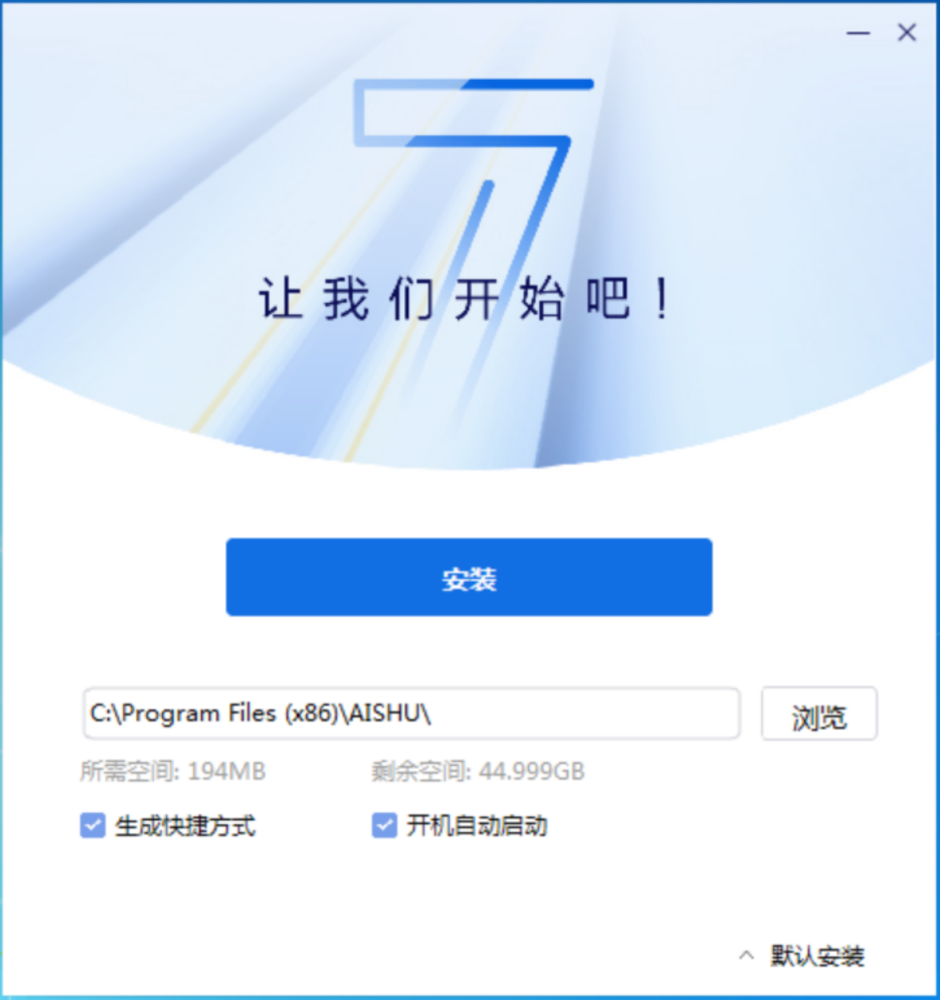 让我们开始吧！
安装
C:\Program Files (x86)\AISHU\
浏览
所需空间: 194MB 剩余空间: 44.999GB
生成快捷方式 开机自动启动
默认安装